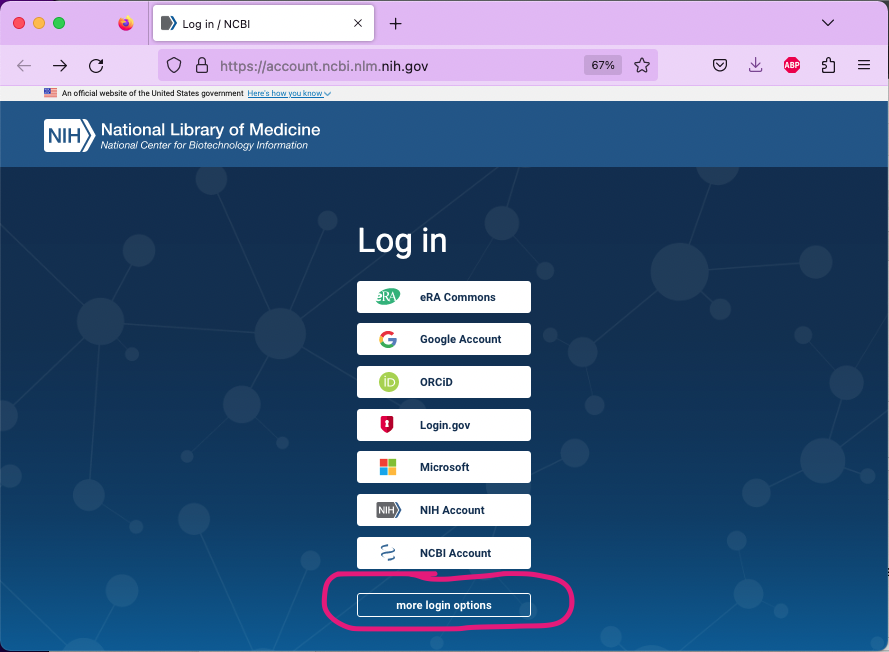 Log in / NCBI
https://account.ncbi.nlm.nih.gov
67%
ABP
An official website of the United States government Here's how you know
NIH National Library of Medicine
National Center for Biotechnology Information
Log in
eRA eRA Commons
Google Account
iD ORCiD
Login.gov
Microsoft
NIH NIH Account
NCBI Account
more login options